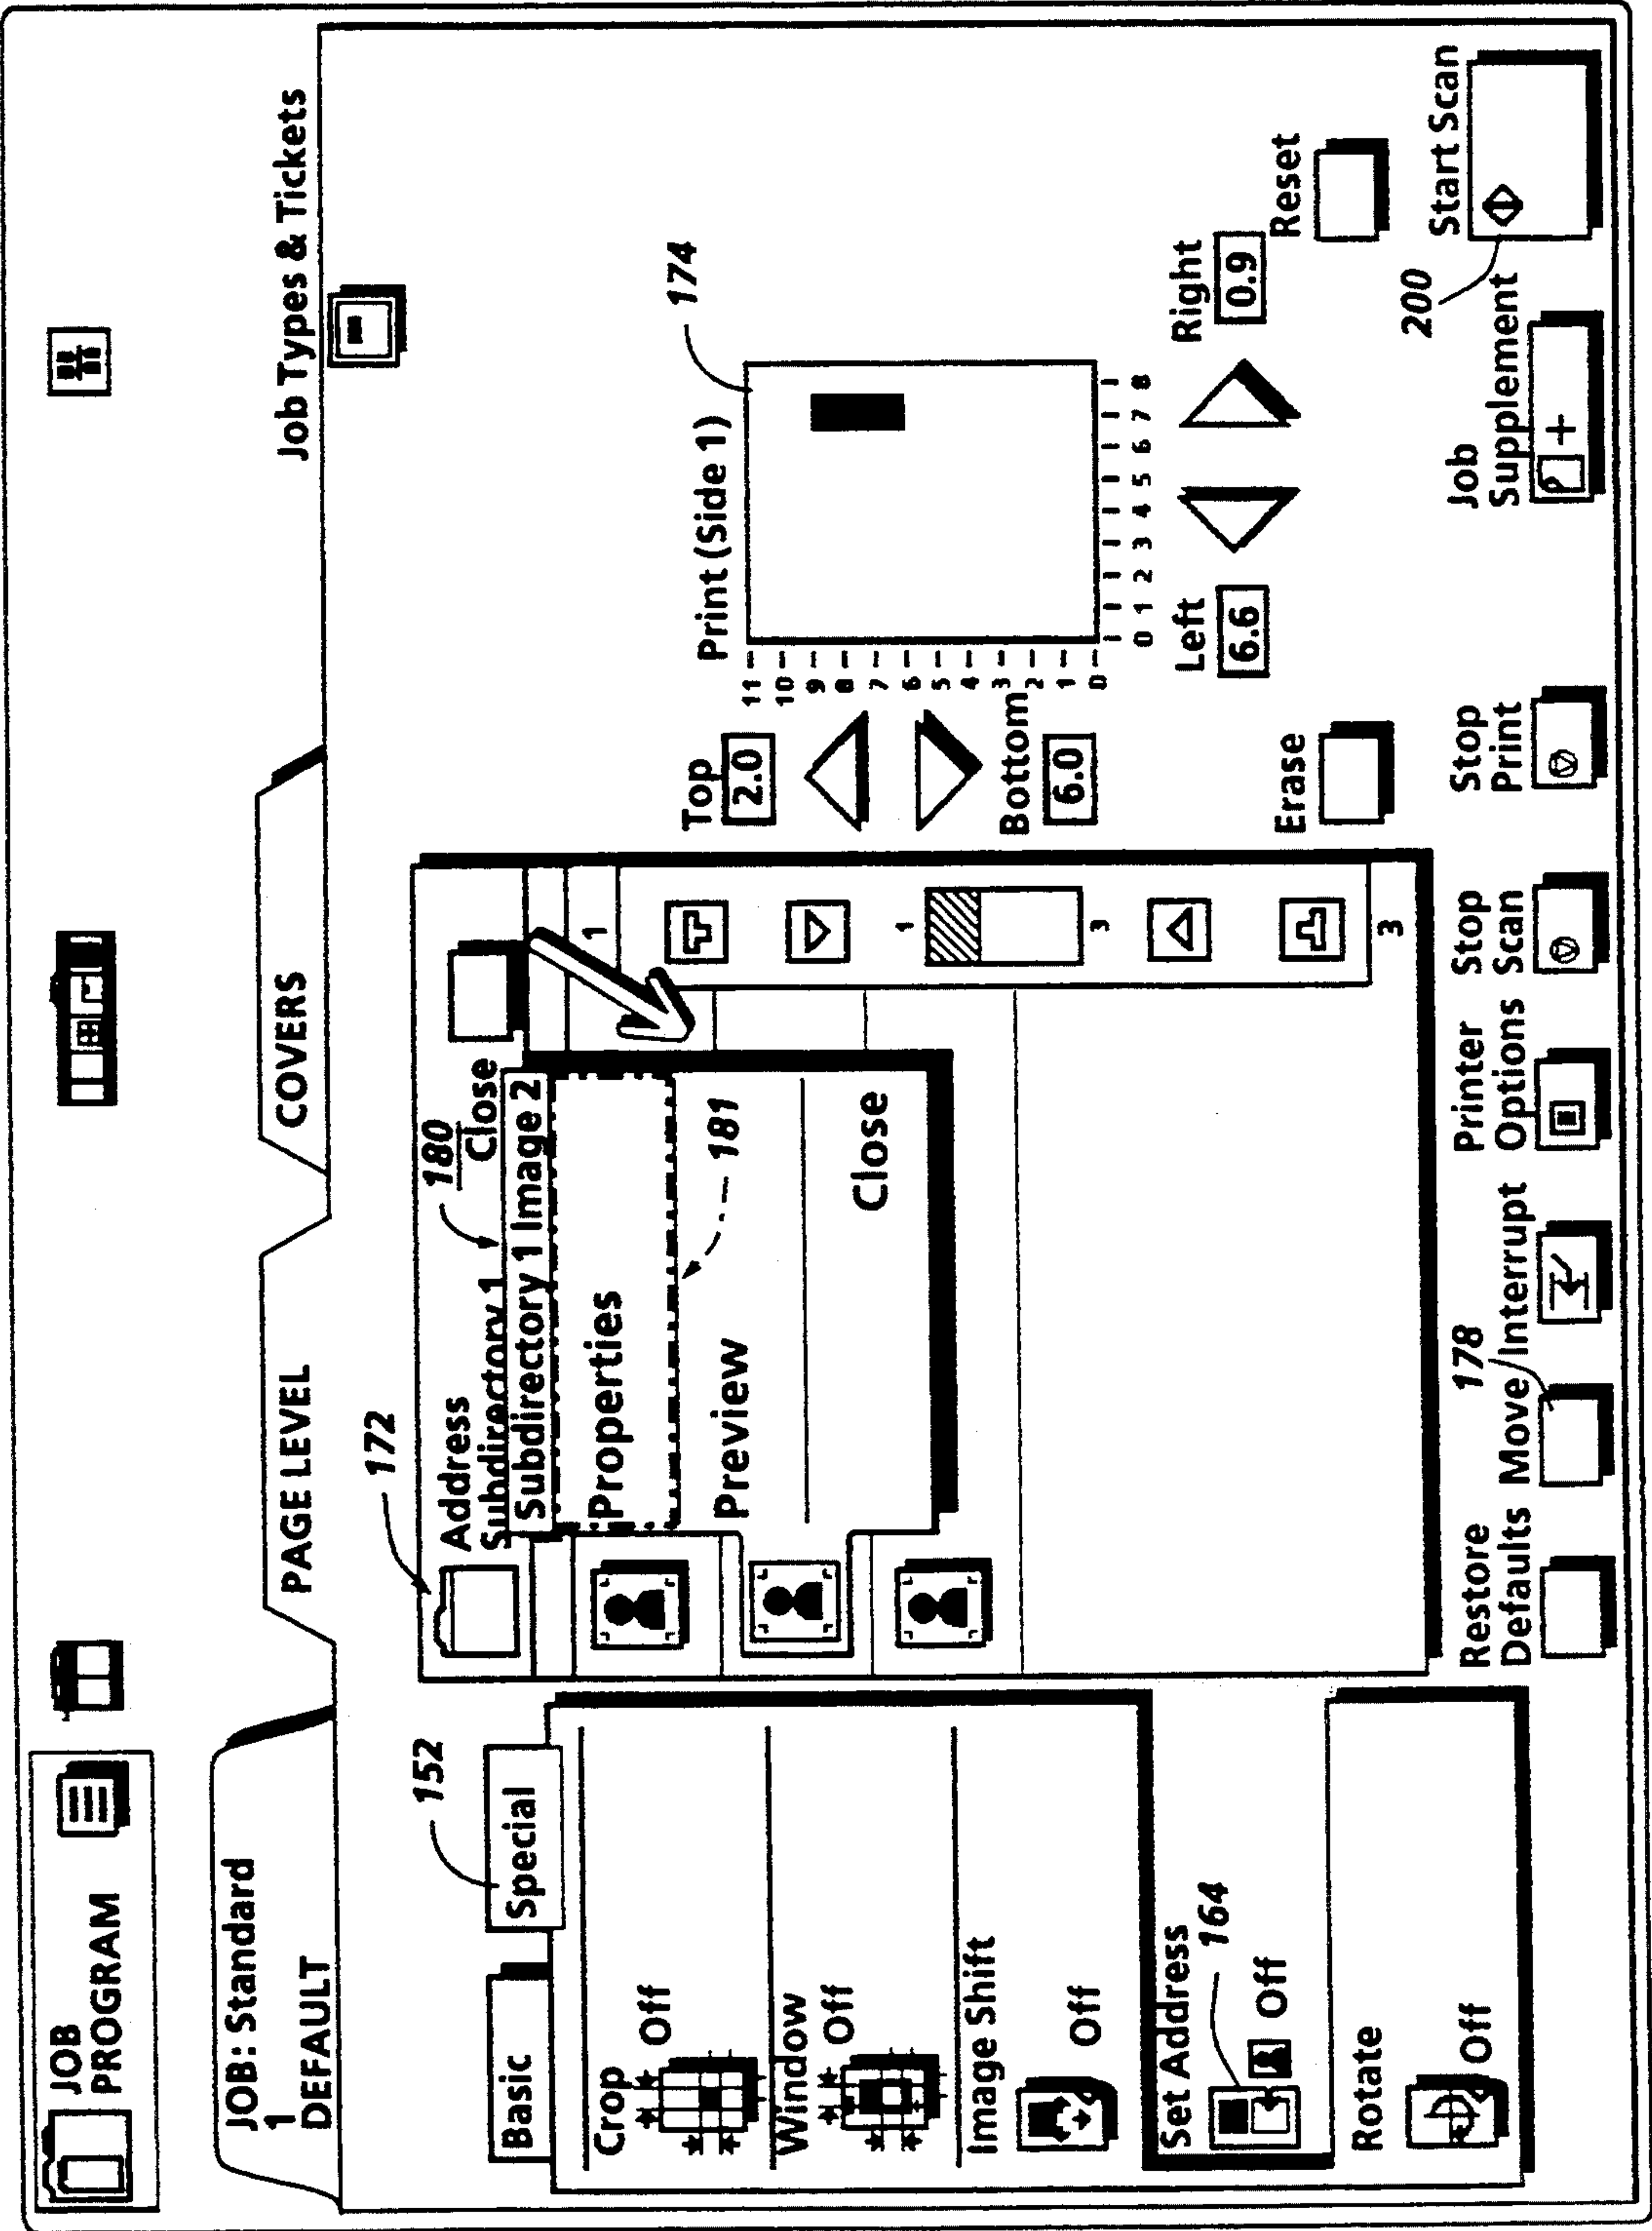 JOB
PROGRAM
Job Types & Tickets
JOB: Standard
1
DEFAULT
PAGE LEVEL
COVERS
152
Basic
Special
Crop
Off
Window
Off
Image Shift
Off
Set Address
164
Off
Rotate
Off
172
Address
Subdirectory 1
180
Close
Subdirectory 1 Image 2
Properties
181
Preview
Close
1
1
3
3
Print (Side 1)
174
Top
2.0
Bottom
6.0
11
10
9
8
7
6
5
4
3
2
1
0
0 1 2 3 4 5 6 7 8
Left
6.6
Right
0.9
Erase
Reset
Restore
Defaults
178
Move/Interrupt
Printer
Options
Stop
Scan
Stop
Print
Job
Supplement
+
200
Start Scan